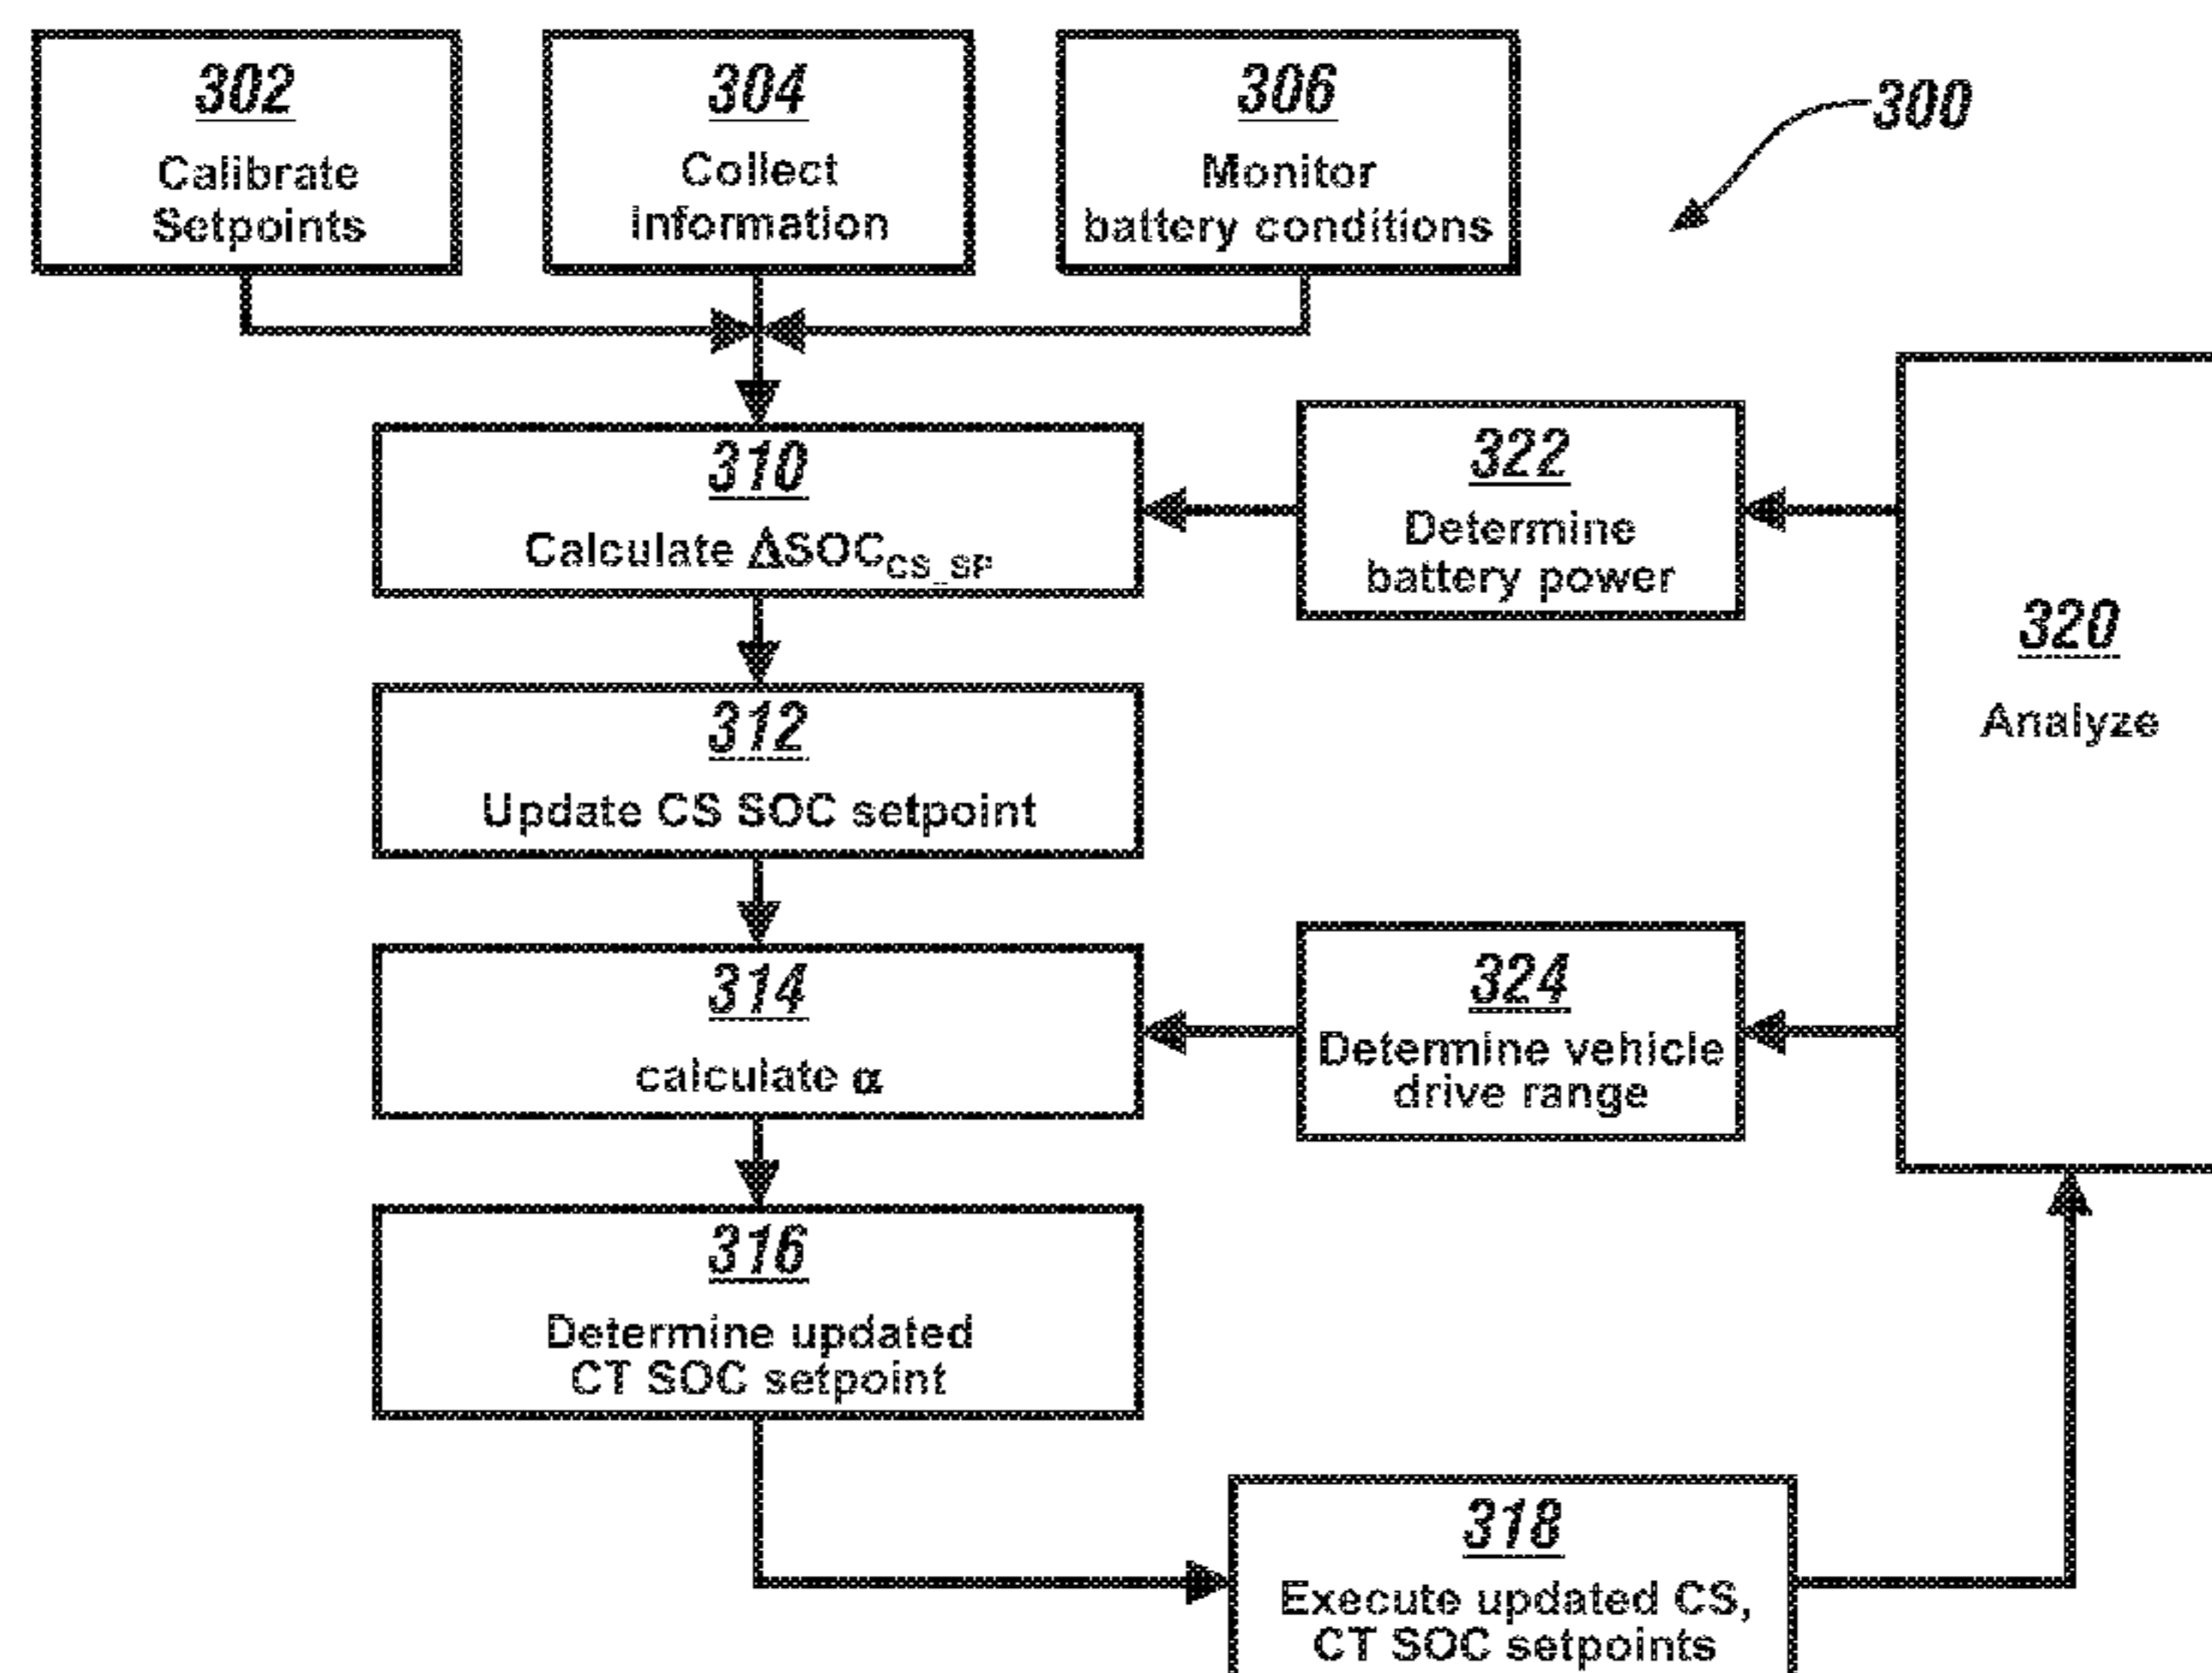 302
Calibrate
Setpoints
304
Collect
information
306
Monitor
battery conditions
300
310
Calculate ΔSOCCS_SP
322
Determine
battery power
320
Analyze
312
Update CS SOC setpoint
314
calculate α
324
Determine vehicle
drive range
316
Determine updated
CT SOC setpoint
318
Execute updated CS,
CT SOC setpoints